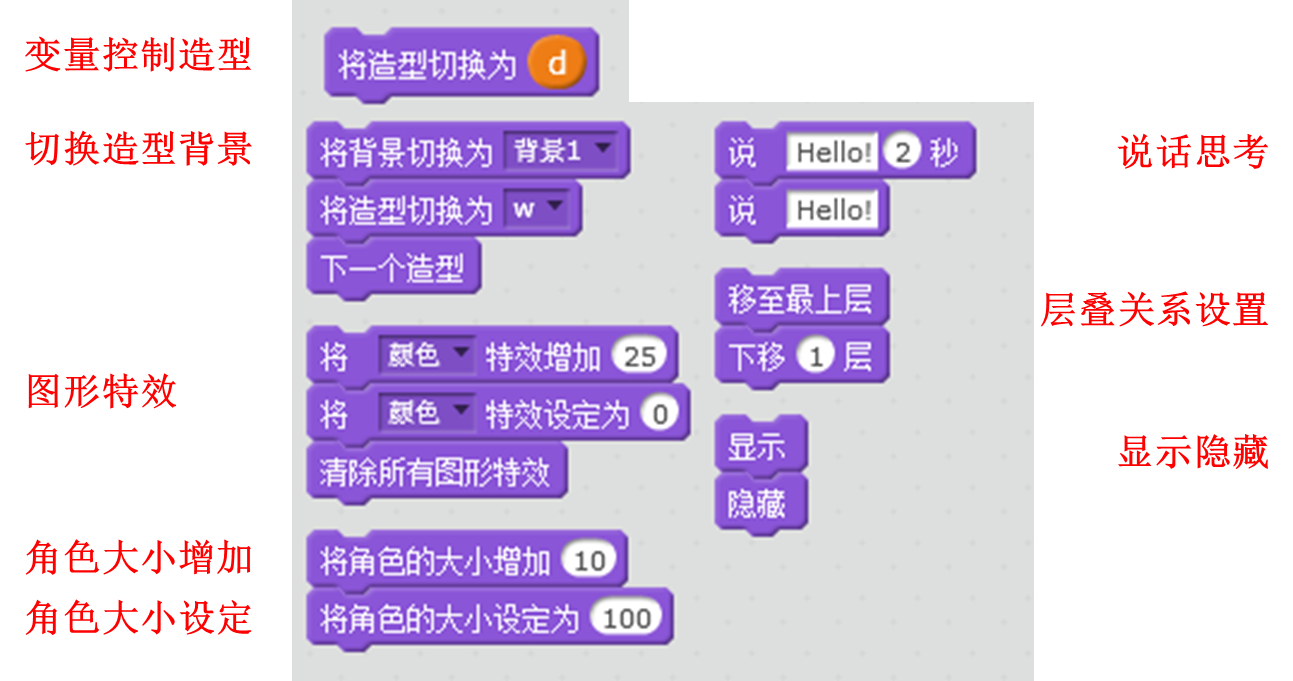 变量控制造型
将造型切换为 d
切换造型背景
将背景切换为 背景1
将造型切换为 w
下一个造型
说 Hello! 2 秒
说 Hello!
说话思考
移至最上层
下移 1 层
层叠关系设置
图形特效
将 颜色 特效增加 25
将 颜色 特效设定为 0
清除所有图形特效
显示
隐藏
显示隐藏
角色大小增加
将角色的大小增加 10
角色大小设定
将角色的大小设定为 100